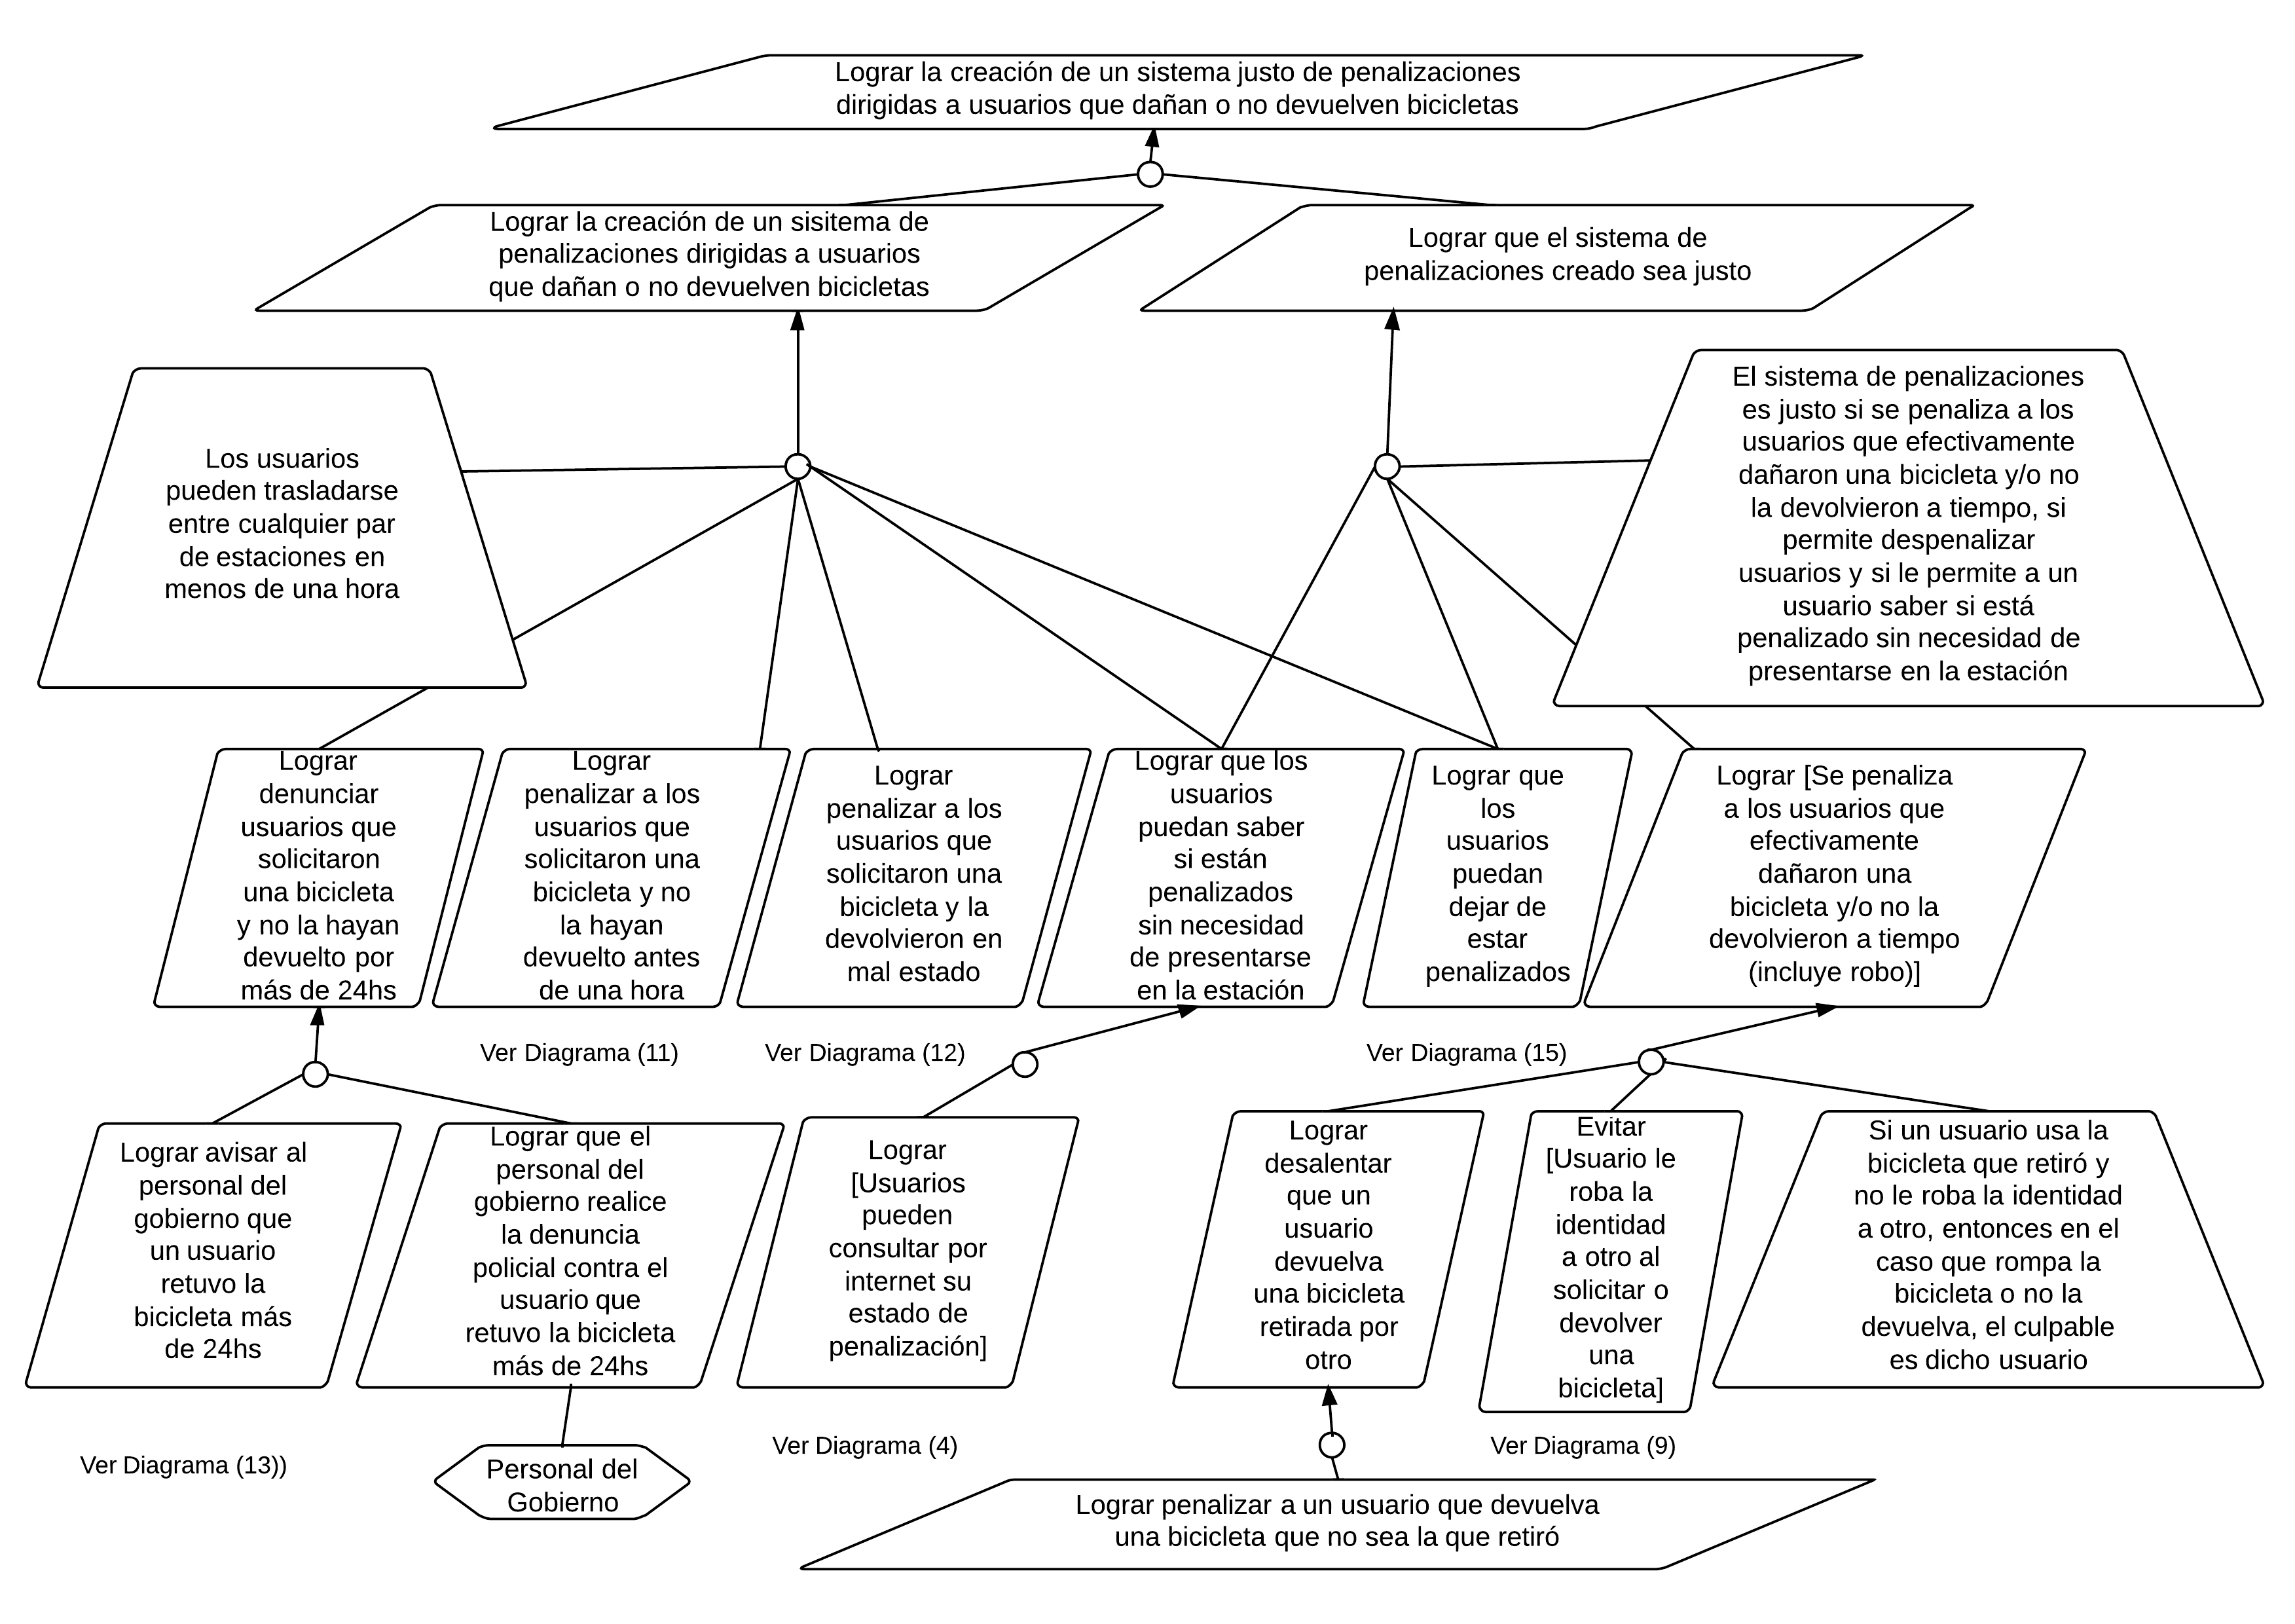 Lograr la creación de un sistema justo de penalizaciones
dirigidas a usuarios que dañan o no devuelven bicicletas
Lograr la creación de un sisitema de
penalizaciones dirigidas a usuarios
que dañan o no devuelven bicicletas
Lograr que el sistema de
penalizaciones creado sea justo
Los usuarios
pueden trasladarse
entre cualquier par
de estaciones en
menos de una hora
El sistema de penalizaciones
es justo si se penaliza a los
usuarios que efectivamente
dañaron una bicicleta y/o no
la devolvieron a tiempo, si
permite despenalizar
usuarios y si le permite a un
usuario saber si está
penalizado sin necesidad de
presentarse en la estación
Lograr
denunciar
usuarios que
solicitaron
una bicicleta
y no la hayan
devuelto por
más de 24hs
Lograr
penalizar a los
usuarios que
solicitaron una
bicicleta y no
la hayan
devuelto antes
de una hora
Lograr
penalizar a los
usuarios que
solicitaron una
bicicleta y la
devolvieron en
mal estado
Lograr que los
usuarios
puedan saber
si están
penalizados
sin necesidad
de presentarse
en la estación
Lograr que
los
usuarios
puedan
dejar de
estar
penalizados
Lograr [Se penaliza
a los usuarios que
efectivamente
dañaron una
bicicleta y/o no la
devolvieron a tiempo
(incluye robo)]
Ver Diagrama (11)
Ver Diagrama (12)
Ver Diagrama (15)
Lograr avisar al
personal del
gobierno que
un usuario
retuvo la
bicicleta más
de 24hs
Lograr que el
personal del
gobierno realice
la denuncia
policial contra el
usuario que
retuvo la bicicleta
más de 24hs
Lograr
[Usuarios
pueden
consultar por
internet su
estado de
penalización]
Lograr
desalentar
que un
usuario
devuelva
una bicicleta
retirada por
otro
Evitar
[Usuario le
roba la
identidad
a otro al
solicitar o
devolver
una
bicicleta]
Si un usuario usa la
bicicleta que retiró y
no le roba la identidad
a otro, entonces en el
caso que rompa la
bicicleta o no la
devuelva, el culpable
es dicho usuario
Ver Diagrama (13))
Personal del
Gobierno
Ver Diagrama (4)
Ver Diagrama (9)
Lograr penalizar a un usuario que devuelva
una bicicleta que no sea la que retiró